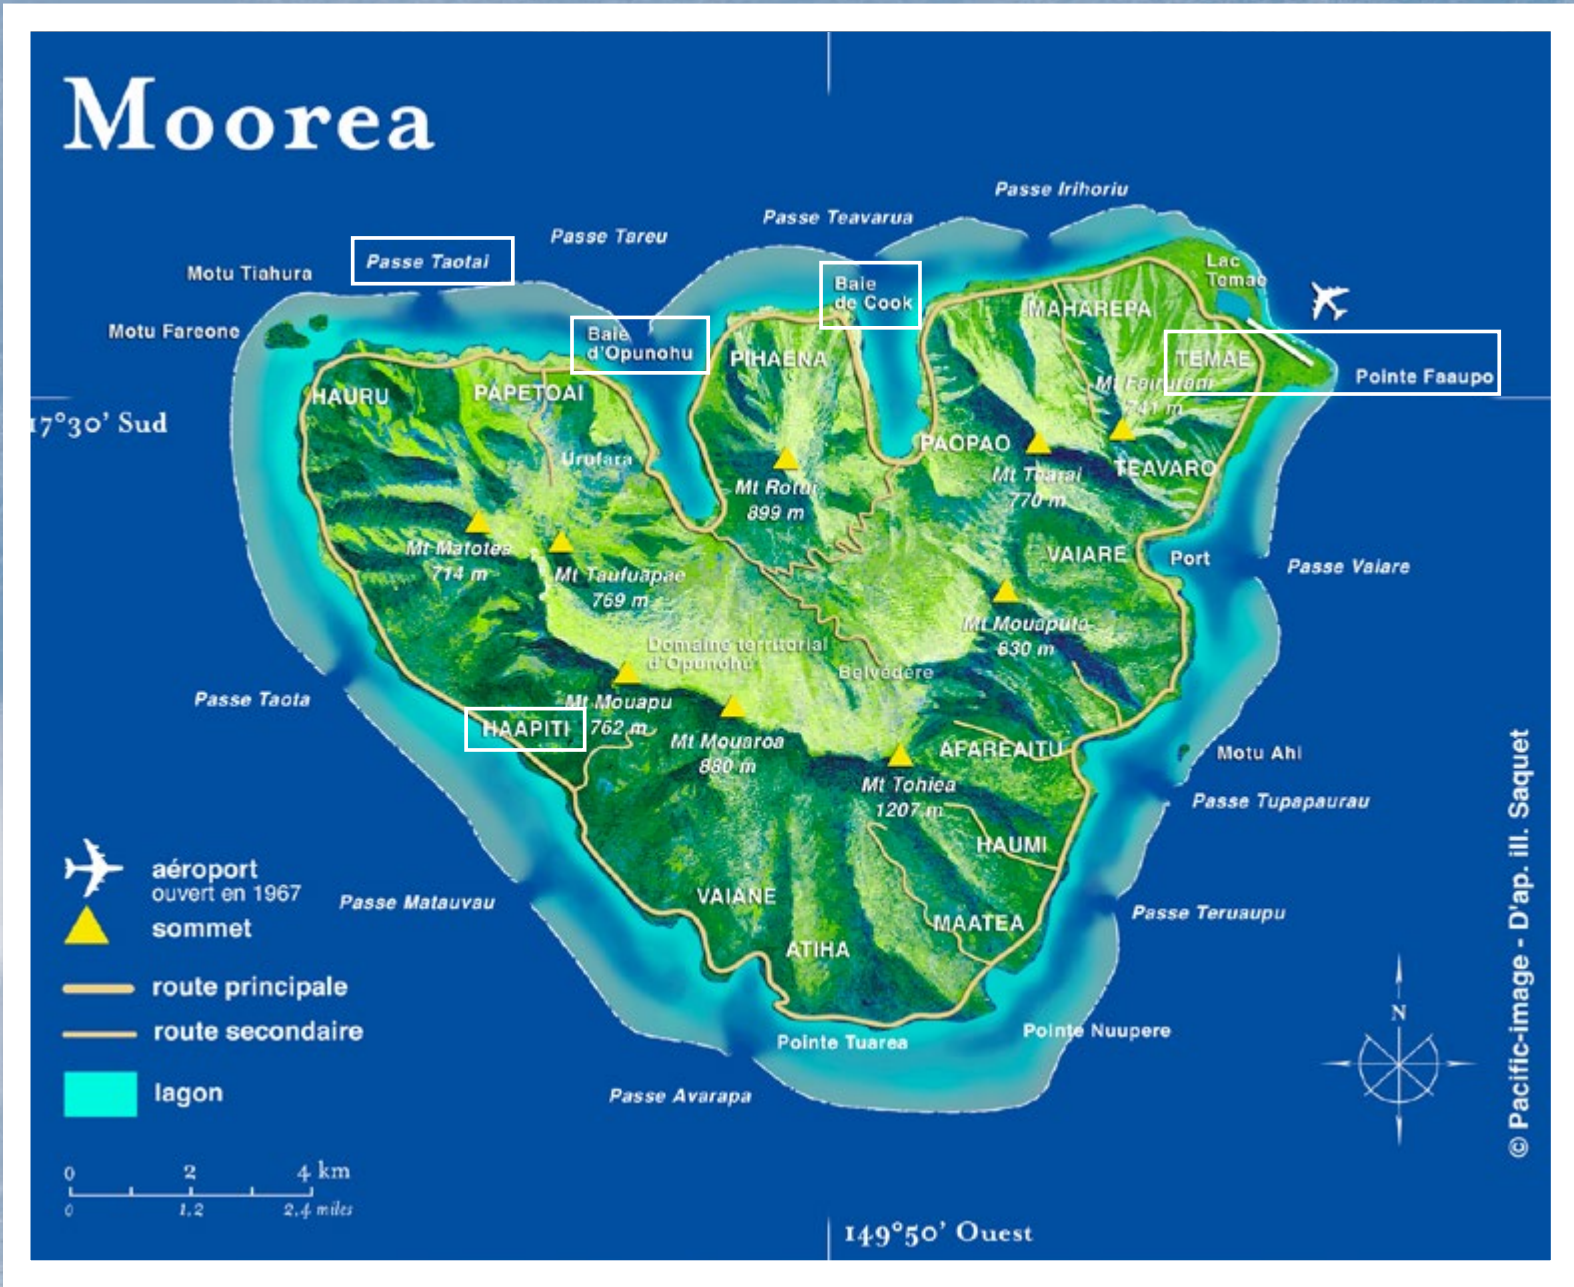 Moorea
Passe Irihoriu
Passe Teavarua
Passe Tareu
Passe Taotai
Motu Tiahura
Lac
Temae
Baie
de Cook
MAHAREPA
Motu Fareone
Baie
d'Opunohu
PIHAENA
TEMAE
Pointe Faaupo
HAURU
PAPETOAI
741 m
17°30' Sud
PAOPAO
Urufara
TEAVARO
Mt Rotui
899 m
Mt Tearai
770 m
Mt Matotea
714 m
VAIARE
Port
Passe Vaiare
Mt Taufuapae
769 m
Mt Mouaputa
830 m
Domaine territorial
d'Opunohu
Belvédère
Passe Taota
Mt Mouapu
762 m
HAAPITI
Mt Mouaroa
880 m
AFAREAITU
Motu Ahi
Mt Tohiea
1207 m
Passe Tupapaurau
HAUMI
aéroport
ouvert en 1967
sommet
Passe Matauvau
VAIANE
MAATEA
Passe Teruaupu
ATIHA
route principale
route secondaire
lagon
Pointe Tuarea
Pointe Nuupere
N
Passe Avarapa
0 2 4 km
0 1,2 2,4 miles
149°50' Ouest
© Pacific-image - D'ap. ill. Saquet